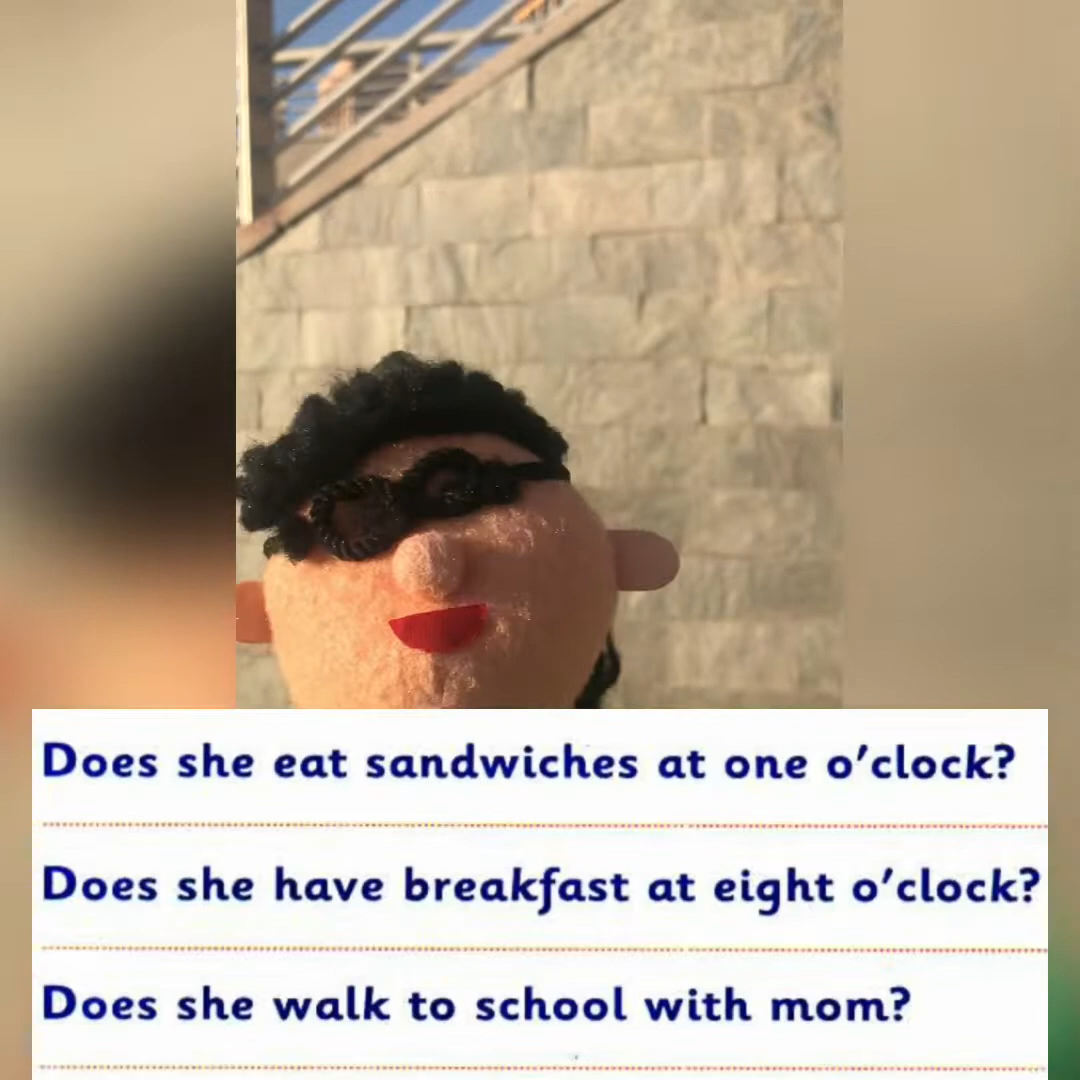 Does she eat sandwiches at one o'clock?
Does she have breakfast at eight o'clock?
Does she walk to school with mom?